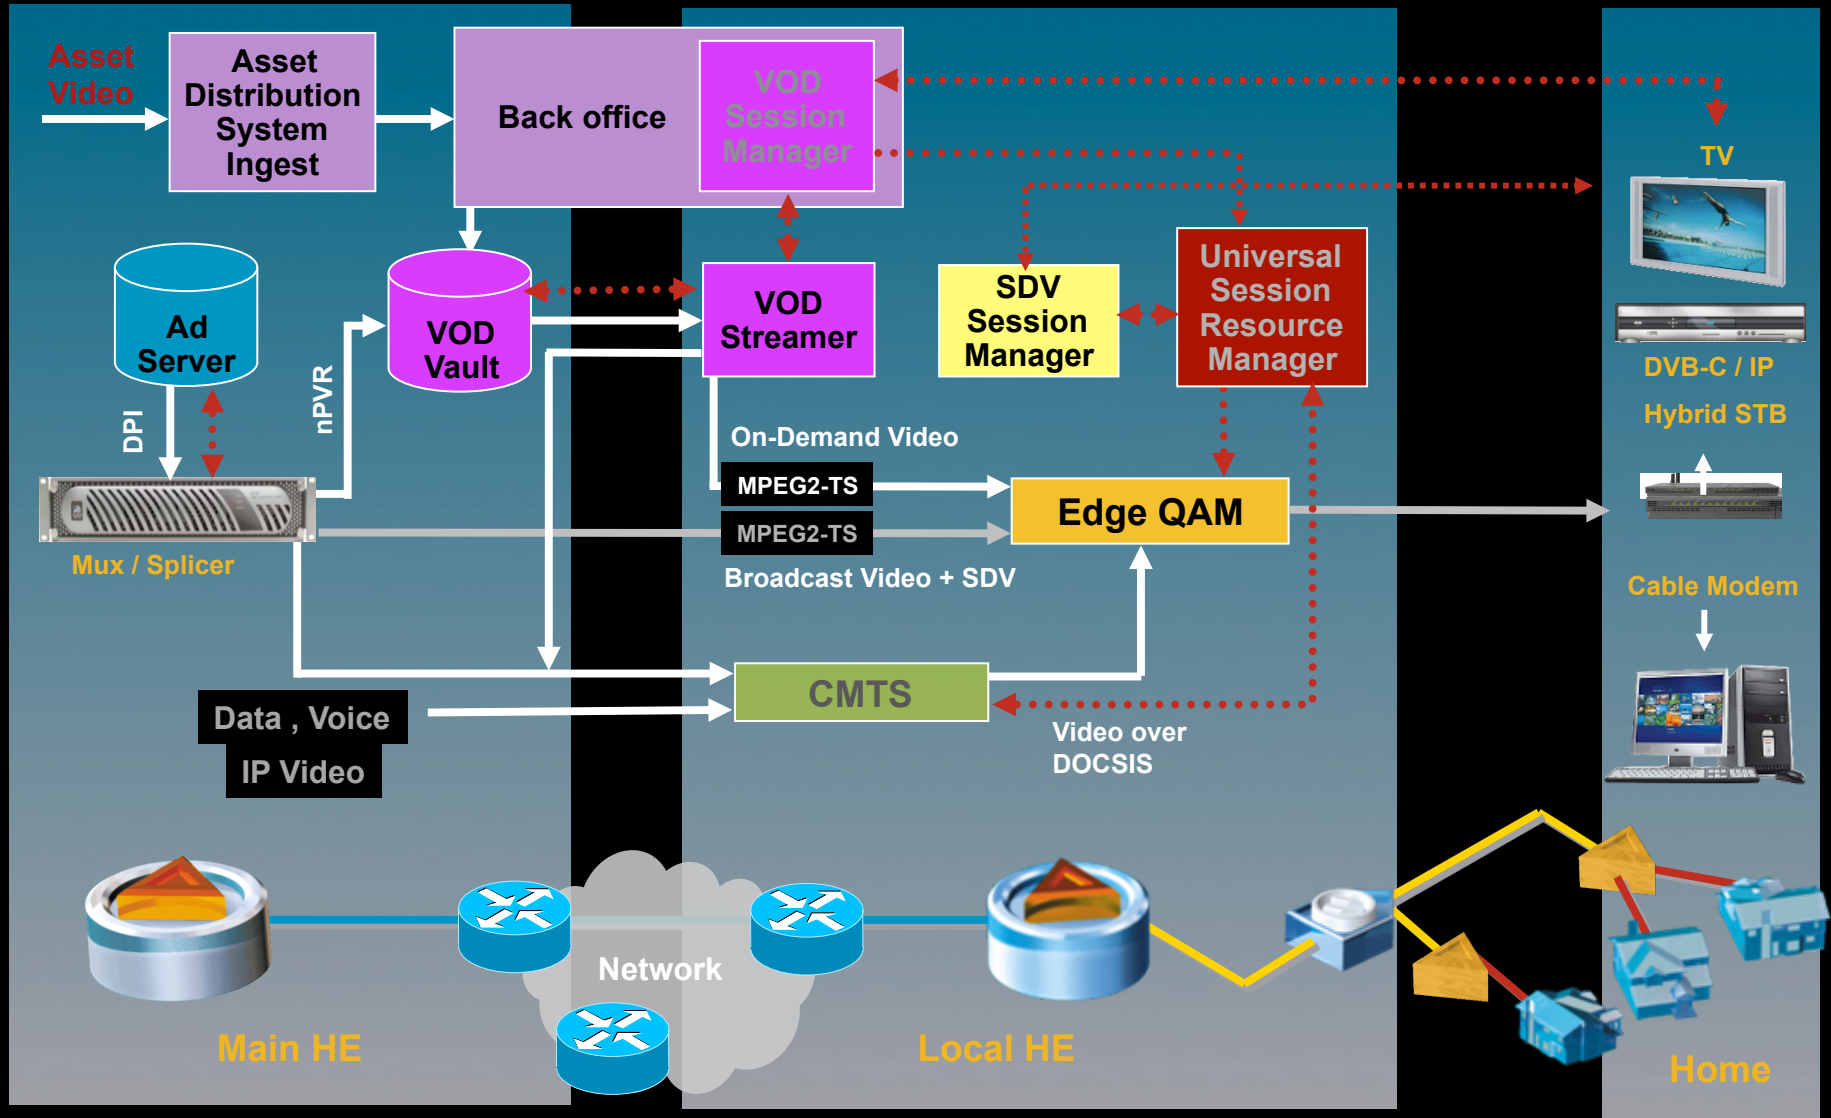 Asset
Video
Asset
Distribution
System
Ingest
Back office
VOD
Session
Manager
TV
Ad
Server
VOD
Vault
VOD
Streamer
SDV
Session
Manager
Universal
Session
Resource
Manager
DVB-C / IP
Hybrid STB
DPI
nPVR
On-Demand Video
MPEG2-TS
MPEG2-TS
Broadcast Video + SDV
Edge QAM
Mux / Splicer
Cable Modem
CMTS
Data , Voice
IP Video
Video over
DOCSIS
Network
Main HE
Local HE
Home